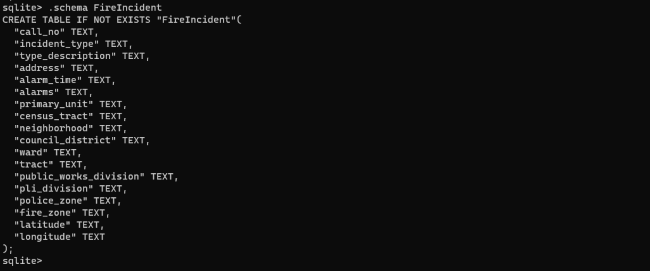 sqlite> .schema FireIncident
CREATE TABLE IF NOT EXISTS "FireIncident"(
  "call_no" TEXT,
  "incident_type" TEXT,
  "type_description" TEXT,
  "address" TEXT,
  "alarm_time" TEXT,
  "alarms" TEXT,
  "primary_unit" TEXT,
  "census_tract" TEXT,
  "neighborhood" TEXT,
  "council_district" TEXT,
  "ward" TEXT,
  "tract" TEXT,
  "public_works_division" TEXT,
  "pli_division" TEXT,
  "police_zone" TEXT,
  "fire_zone" TEXT,
  "latitude" TEXT,
  "longitude" TEXT
);
sqlite>